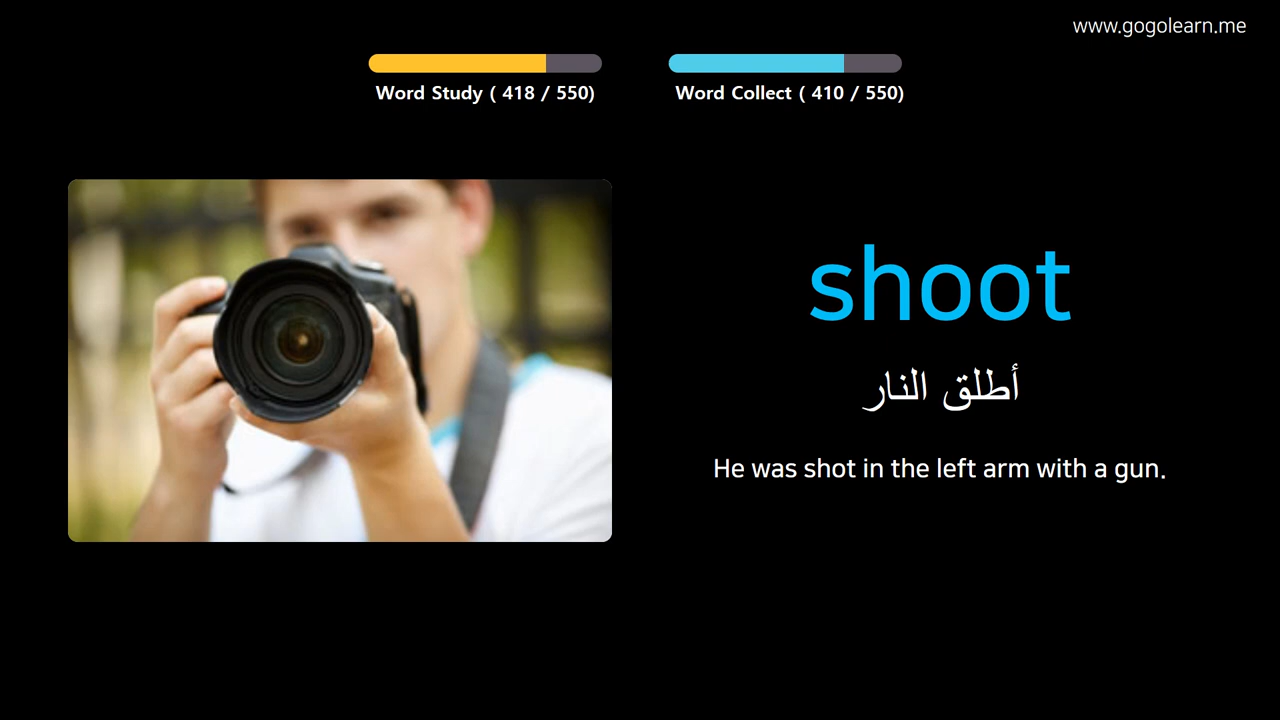 www.gogolearn.me
Word Study ( 418 / 550)
Word Collect ( 410 / 550)
shoot
أطلق النار
He was shot in the left arm with a gun.